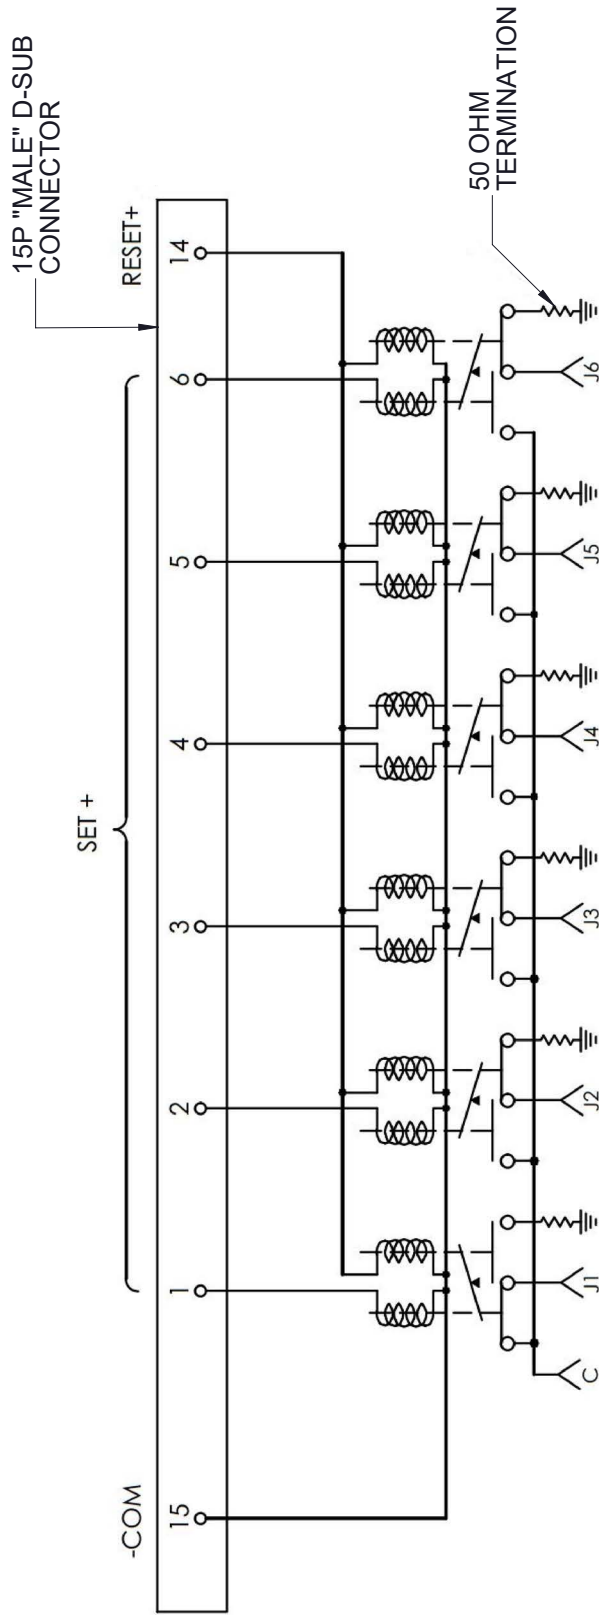 15P "MALE" D-SUB
CONNECTOR
SET +
-COM
RESET+
15
1
2
3
4
5
6
14
50 OHM
TERMINATION
C
J1
J2
J3
J4
J5
J6